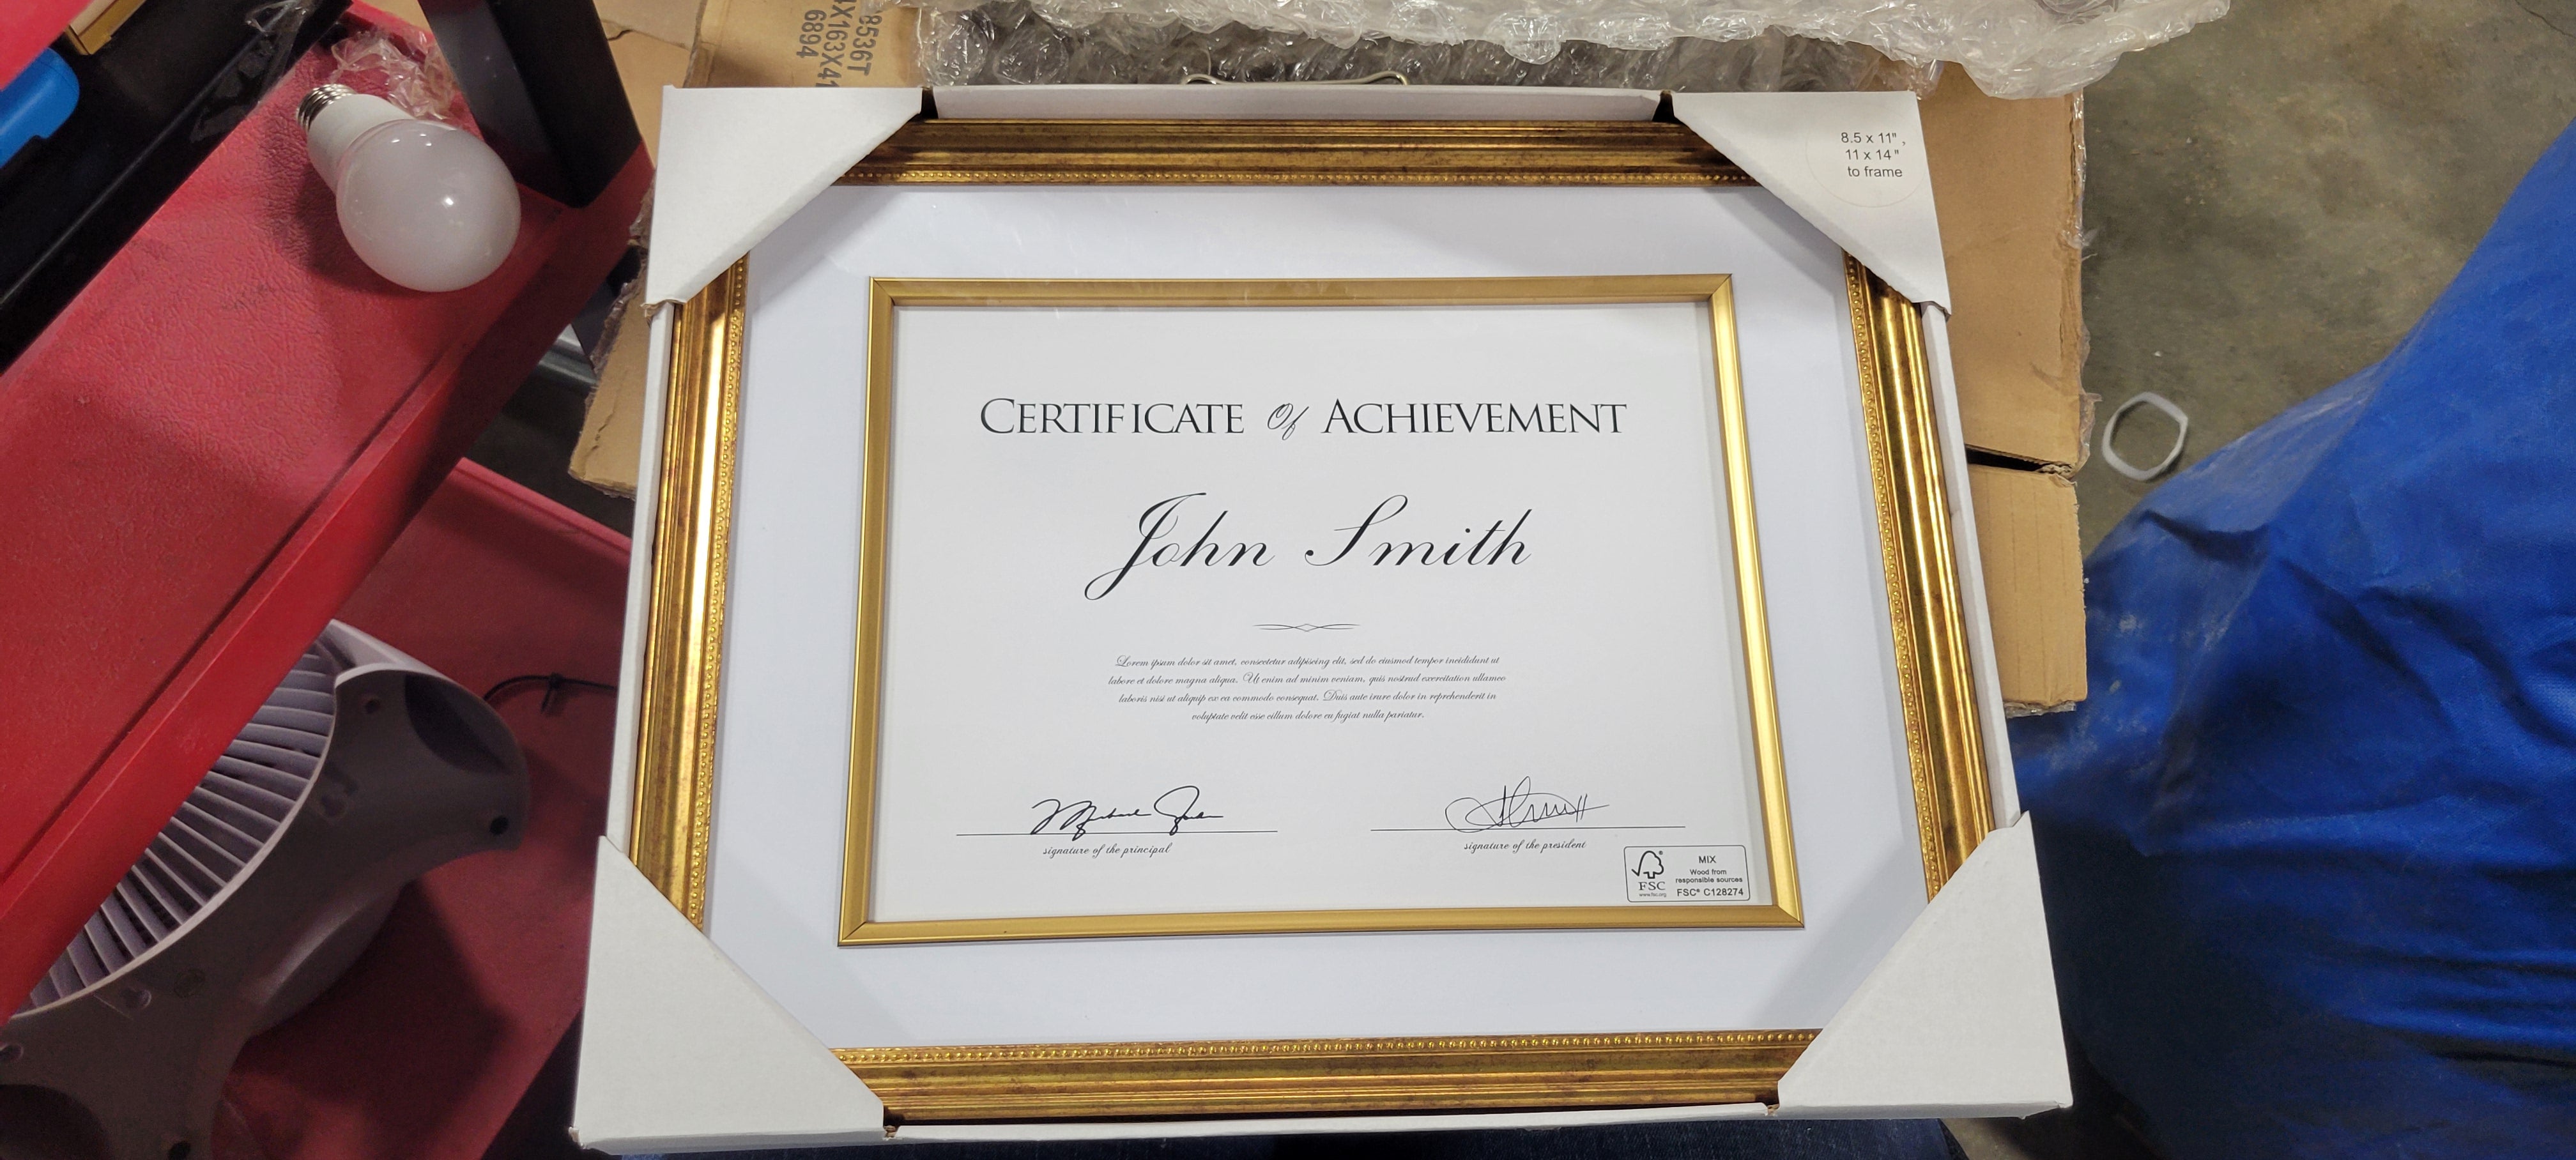 8536T
4X163X41
6894
8.5 x 11",
11 x 14"
to frame
CERTIFICATE Of ACHIEVEMENT
John Smith
Lorem ipsum dolor sit amet, consectetur adipiscing elit, sed do eiusmod tempor incididunt ut
labore et dolore magna aliqua. Ut enim ad minim veniam, quis nostrud exercitation ullamco
laboris nisi ut aliquip ex ea commodo consequat. Duis aute irure dolor in reprehenderit in
voluptate velit esse cillum dolore eu fugiat nulla pariatur.
signature of the principal
signature of the president
FSC
www.fsc.org
MIX
Wood from
responsible sources
FSC® C128274